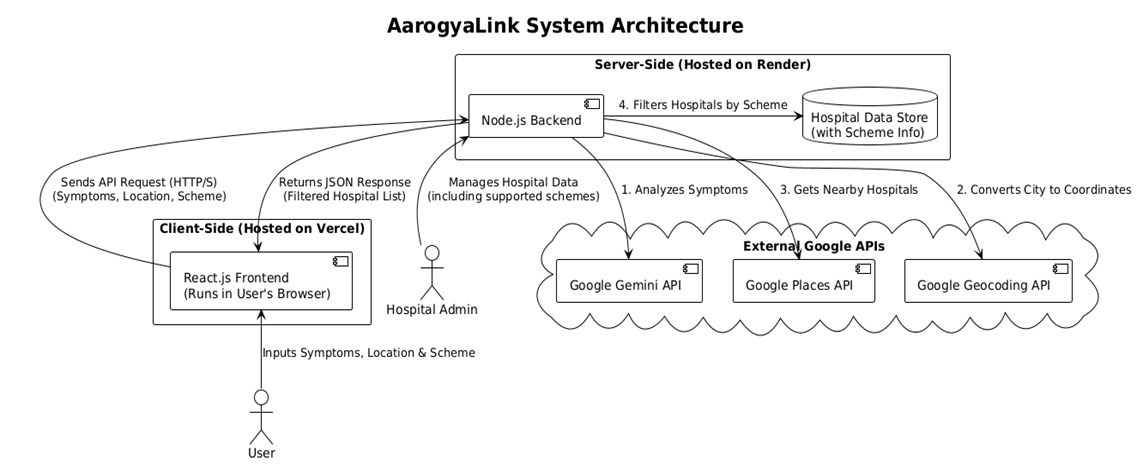 AarogyaLink System Architecture
Server-Side (Hosted on Render)
Node.js Backend
4. Filters Hospitals by Scheme
Hospital Data Store
(with Scheme Info)
Sends API Request (HTTP/S)
(Symptoms, Location, Scheme)
Returns JSON Response
(Filtered Hospital List)
Manages Hospital Data
(including supported schemes)
1. Analyzes Symptoms
3. Gets Nearby Hospitals
2. Converts City to Coordinates
Client-Side (Hosted on Vercel)
React.js Frontend
(Runs in User's Browser)
Hospital Admin
External Google APIs
Google Gemini API
Google Places API
Google Geocoding API
Inputs Symptoms, Location & Scheme
User